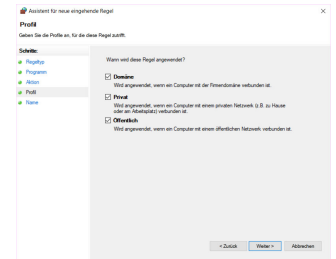 Assistent für neue eingehende Regel
Profil
Geben Sie die Profile an, für die diese Regel zutrifft.
Schritte:
Regeltyp
Programm
Aktion
Profil
Name
Wann wird diese Regel angewendet?
Domäne
Wird angewendet, wenn ein Computer mit der Firmendomäne verbunden ist.
Privat
Wird angewendet, wenn ein Computer mit einem privaten Netzwerk (z.B. zu Hause
oder am Arbeitsplatz) verbunden ist.
Öffentlich
Wird angewendet, wenn ein Computer mit einem öffentlichen Netzwerk verbunden ist.
< Zurück Weiter > Abbrechen